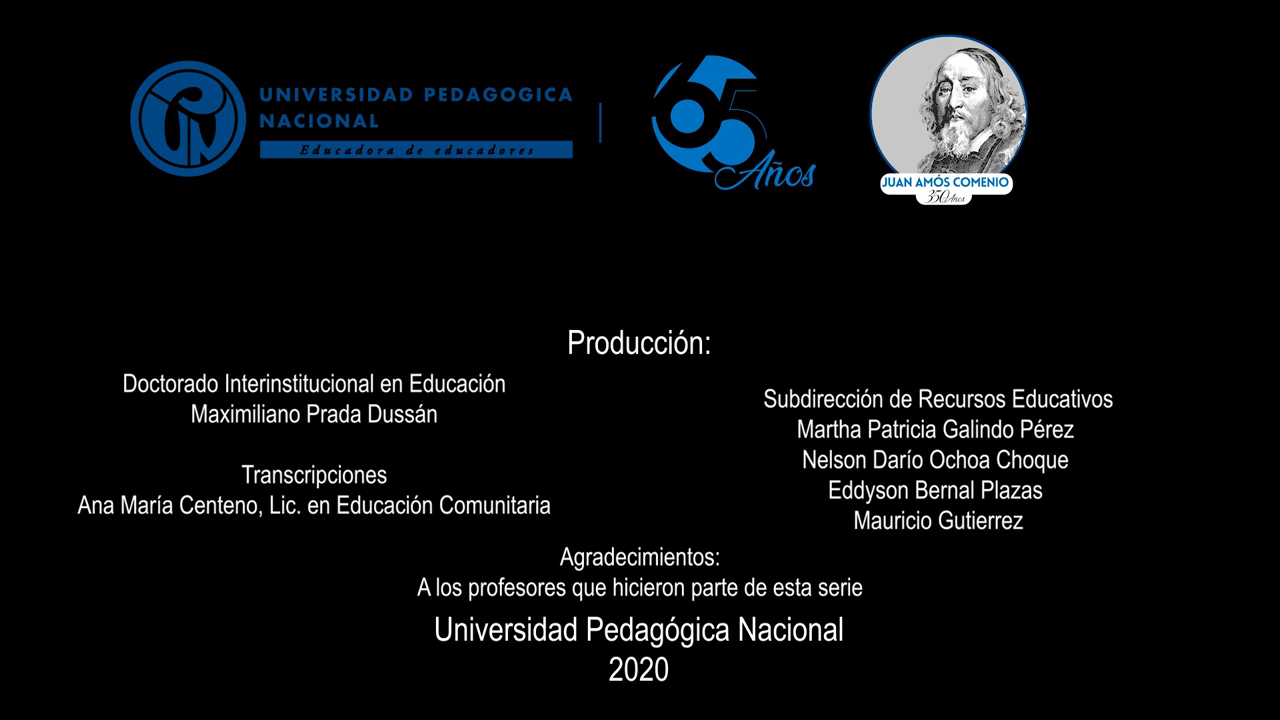 UNIVERSIDAD PEDAGOGICA
NACIONAL
Educadora de educadores
65
Años
JUAN AMÓS COMENIO
350 Años
Producción:
Doctorado Interinstitucional en Educación
Maximiliano Prada Dussán
Transcripciones
Ana María Centeno, Lic. en Educación Comunitaria
Subdirección de Recursos Educativos
Martha Patricia Galindo Pérez
Nelson Darío Ochoa Choque
Eddyson Bernal Plazas
Mauricio Gutierrez
Agradecimientos:
A los profesores que hicieron parte de esta serie
Universidad Pedagógica Nacional
2020